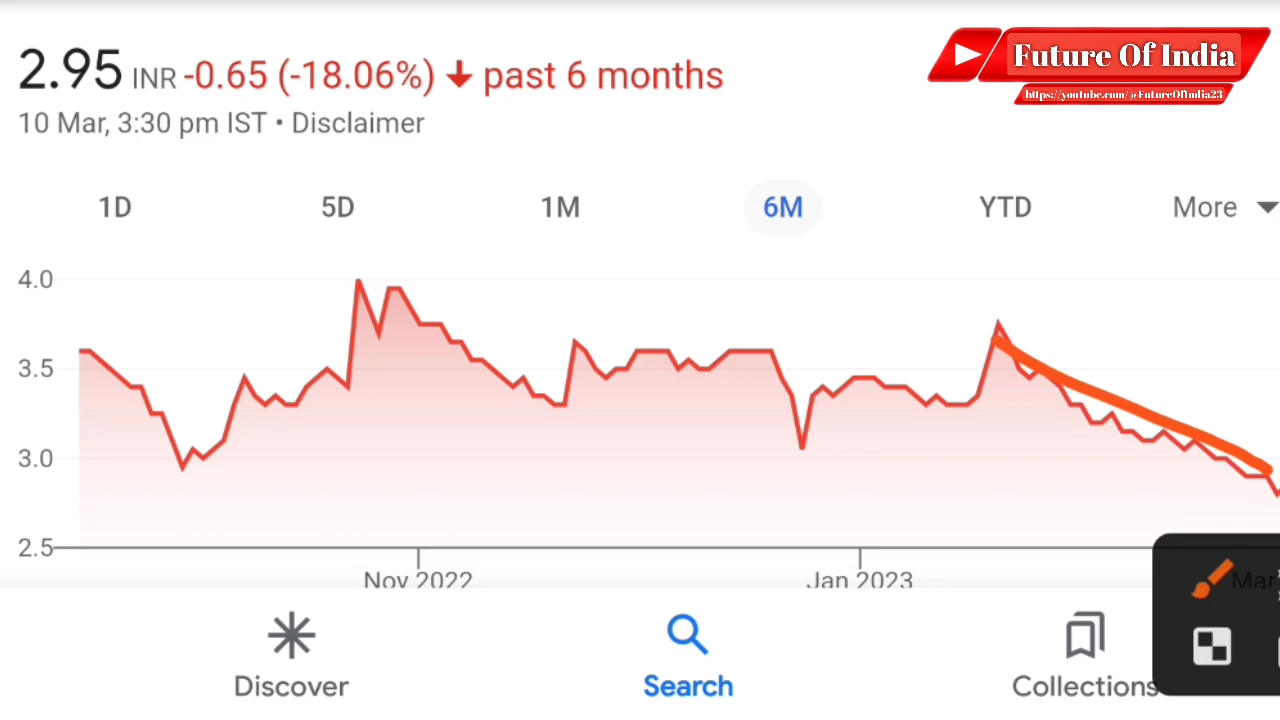 2.95 INR -0.65 (-18.06%) ↓ past 6 months
10 Mar, 3:30 pm IST • Disclaimer
Future Of India
https://youtube.com/@FutureOfIndia23
1D 5D 1M 6M YTD More
4.0
3.5
3.0
2.5
Nov 2022 Jan 2023 Mar
Discover Search Collections